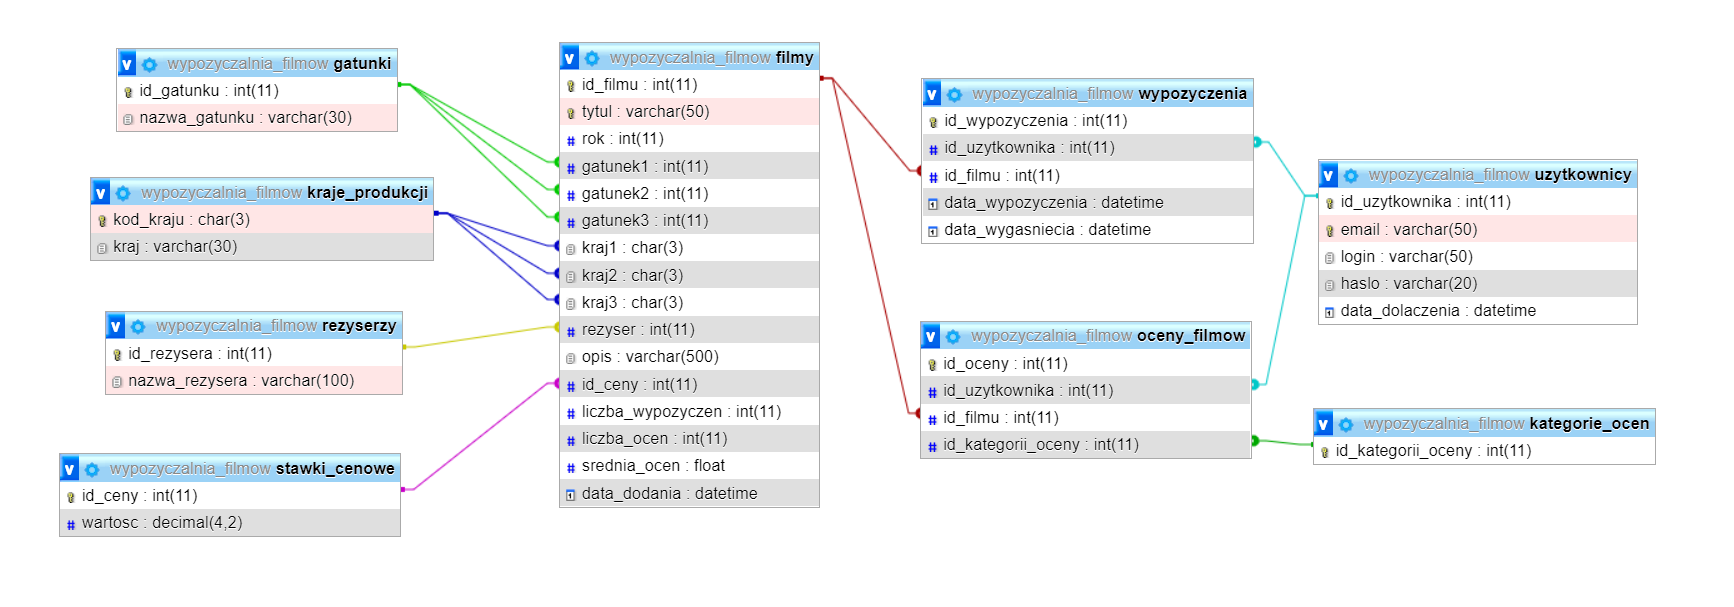 v wypozyczalnia_filmow gatunki
id_gatunku : int(11)
nazwa_gatunku : varchar(30)
v wypozyczalnia_filmow kraje_produkcji
kod_kraju : char(3)
kraj : varchar(30)
v wypozyczalnia_filmow rezyserzy
id_rezysera : int(11)
nazwa_rezysera : varchar(100)
v wypozyczalnia_filmow stawki_cenowe
id_ceny : int(11)
# wartosc : decimal(4,2)
v wypozyczalnia_filmow filmy
id_filmu : int(11)
tytul : varchar(50)
# rok : int(11)
# gatunek1 : int(11)
# gatunek2 : int(11)
# gatunek3 : int(11)
kraj1 : char(3)
kraj2 : char(3)
kraj3 : char(3)
# rezyser : int(11)
opis : varchar(500)
# id_ceny : int(11)
# liczba_wypozyczen : int(11)
# liczba_ocen : int(11)
# srednia_ocen : float
data_dodania : datetime
v wypozyczalnia_filmow wypozyczenia
id_wypozyczenia : int(11)
# id_uzytkownika : int(11)
# id_filmu : int(11)
data_wypozyczenia : datetime
data_wygasniecia : datetime
v wypozyczalnia_filmow oceny_filmow
id_oceny : int(11)
# id_uzytkownika : int(11)
# id_filmu : int(11)
# id_kategorii_oceny : int(11)
v wypozyczalnia_filmow uzytkownicy
id_uzytkownika : int(11)
email : varchar(50)
login : varchar(50)
haslo : varchar(20)
data_dolaczenia : datetime
v wypozyczalnia_filmow kategorie_ocen
id_kategorii_oceny : int(11)